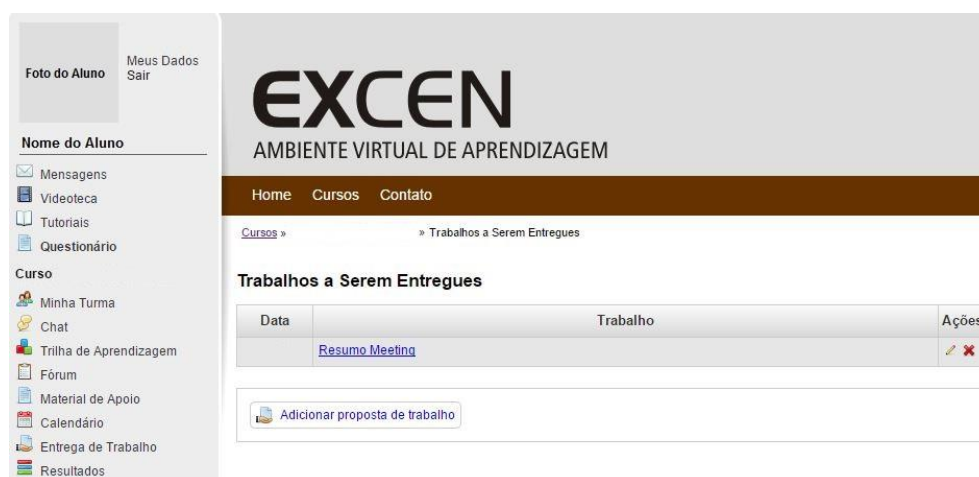 Foto do Aluno
Meus Dados
Sair
Nome do Aluno
Mensagens
Videoteca
Tutoriais
Questionário
Curso
Minha Turma
Chat
Trilha de Aprendizagem
Fórum
Material de Apoio
Calendário
Entrega de Trabalho
Resultados
EXCEN
AMBIENTE VIRTUAL DE APRENDIZAGEM
Home Cursos Contato
Cursos » » Trabalhos a Serem Entregues
Trabalhos a Serem Entregues
Data Trabalho Ações
Resumo Meeting
Adicionar proposta de trabalho